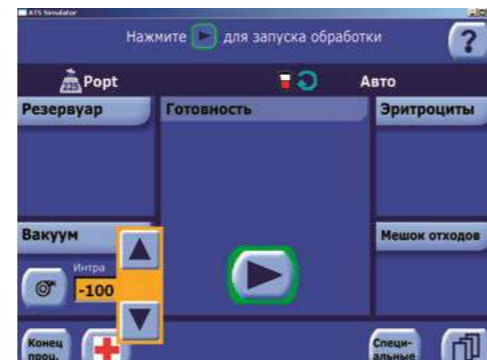 ATS Simulator
Нажмите для запуска обработки
?
225 Popt Авто
Резервуар Готовность Эритроциты
Вакуум Мешок отходов
Интра
-100
Конец
проц.
Специ-
альные